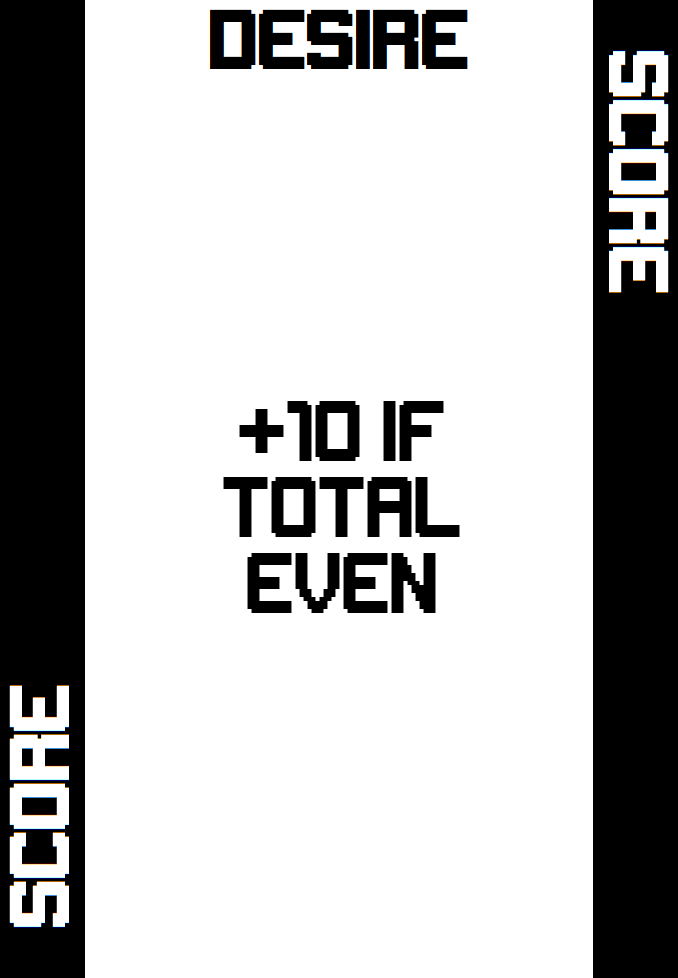 DESIRE
SCORE
+10 IF
TOTAL
EVEN
SCORE